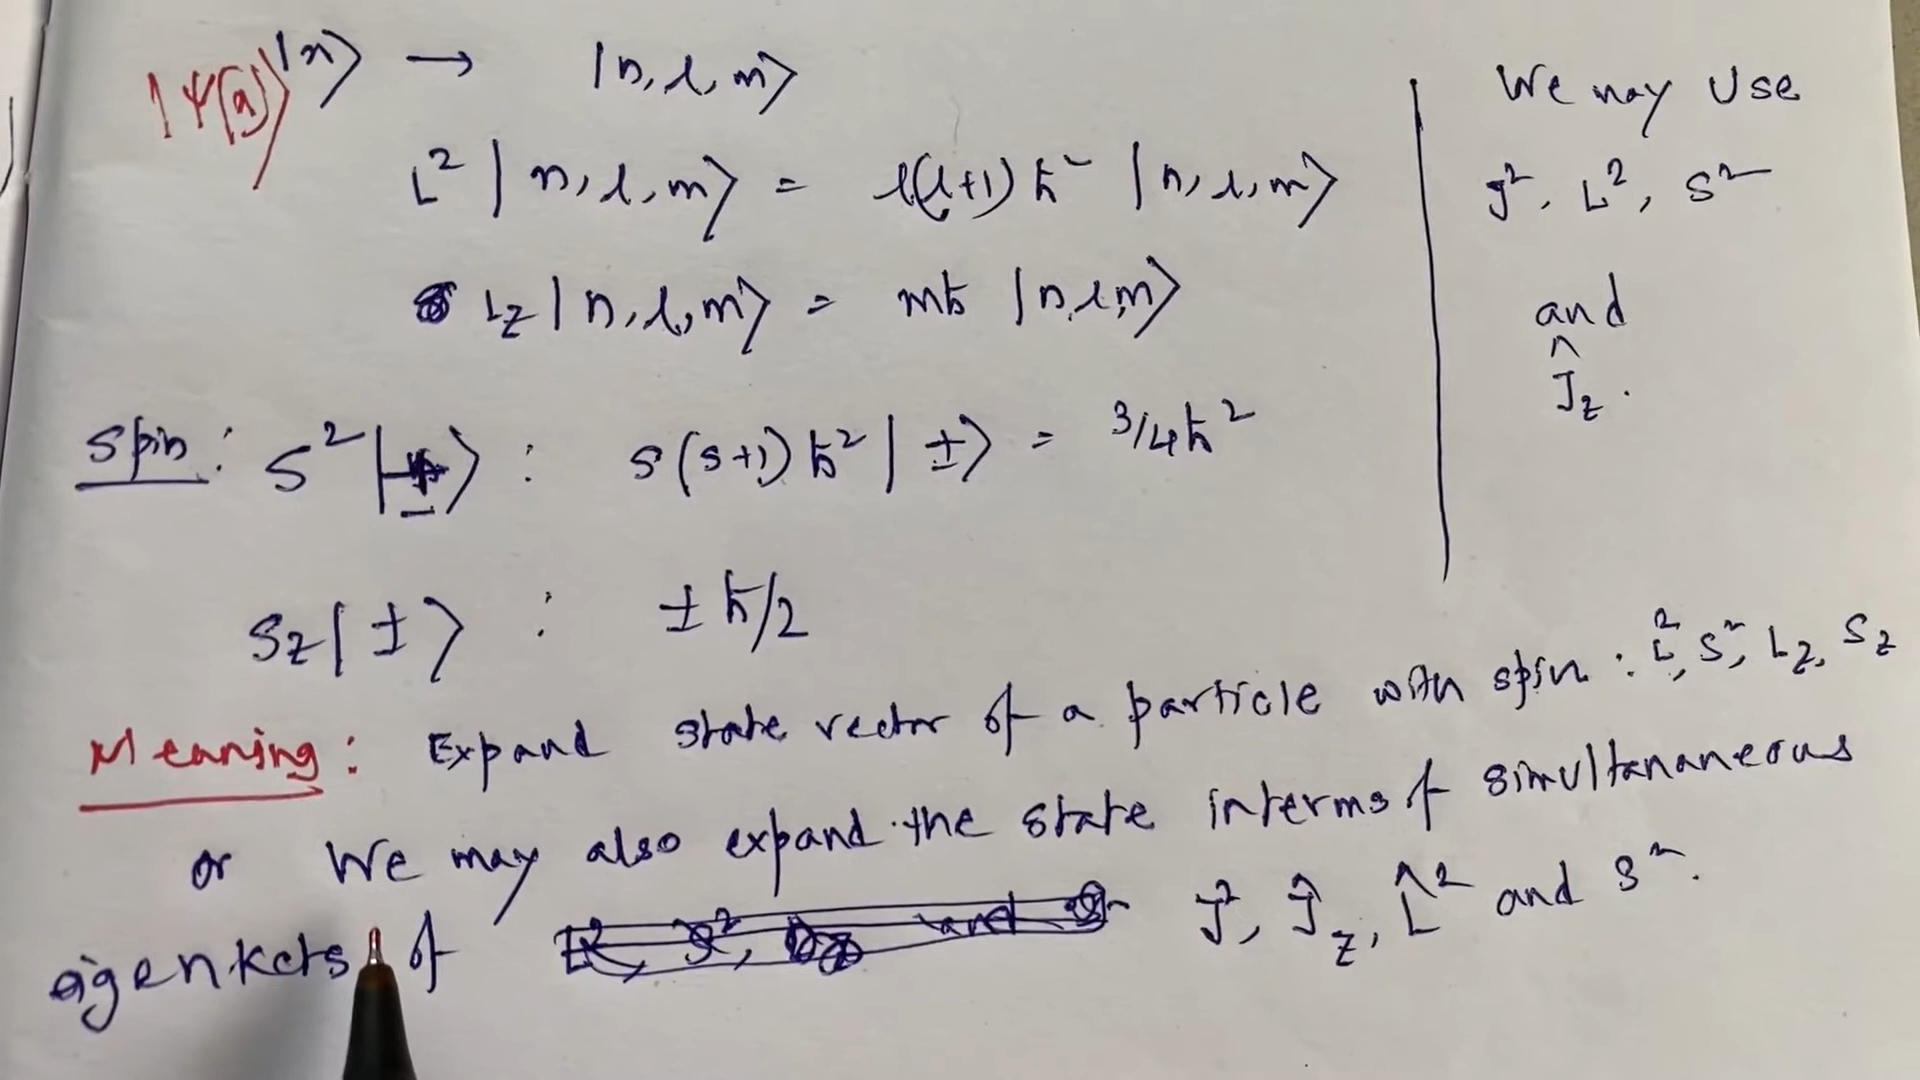 |ψ(a)⟩ |n⟩ → |n, l, m⟩
L² | n, l, m⟩ = l(l+1) ħ² | n, l, m⟩
Lz | n, l, m⟩ = mħ | n, l, m⟩
We may use
J², L², S²
and
Ĵz.
Spin: S² |±⟩ : s(s+1) ħ² | ±⟩ = 3/4 ħ²
Sz | ±⟩ : ± ħ/2
Meaning: Expand state vector of a particle with spin: L², S², Lz, Sz
or We may also expand the state interms of simultananeous
eigenkets of Ĵ², Ĵz, L̂² and S².